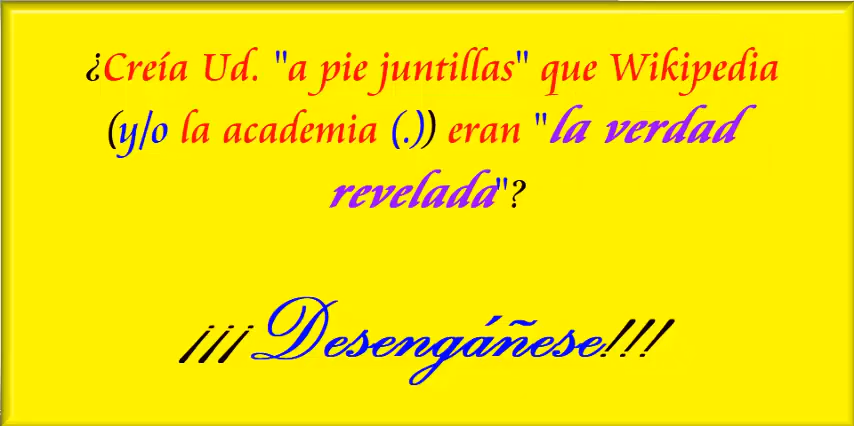 ¿Creía Ud. "a pie juntillas" que Wikipedia
(y/o la academia (.)) eran "la verdad
revelada"?
¡¡¡Desengáñese!!!